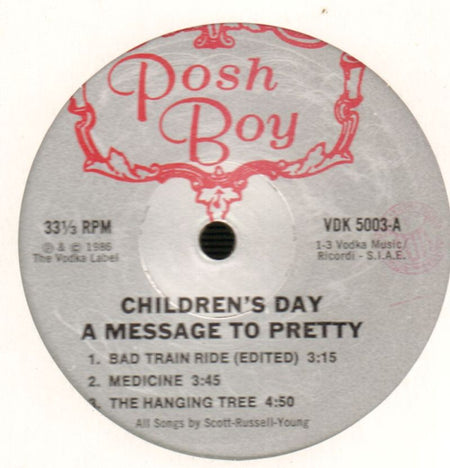 Posh
Boy
33⅓ RPM
℗ & © 1986
The Vodka Label
VDK 5003-A
1-3 Vodka Music
Ricordi - S.I.A.E.
CHILDREN'S DAY
A MESSAGE TO PRETTY
1. BAD TRAIN RIDE (EDITED) 3:15
2. MEDICINE 3:45
3. THE HANGING TREE 4:50
All Songs by Scott-Russell-Young